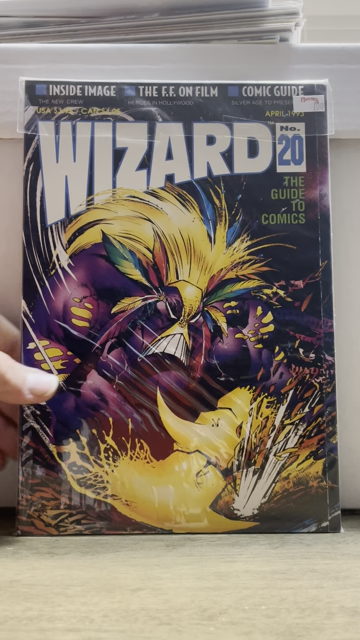 INSIDE IMAGE THE F.F. ON FILM COMIC GUIDE
THE NEW CREW HEROES IN HOLLYWOOD SILVER AGE TO PRESENT
APRIL 1993
WIZARD
No.
20
THE
GUIDE
TO
COMICS